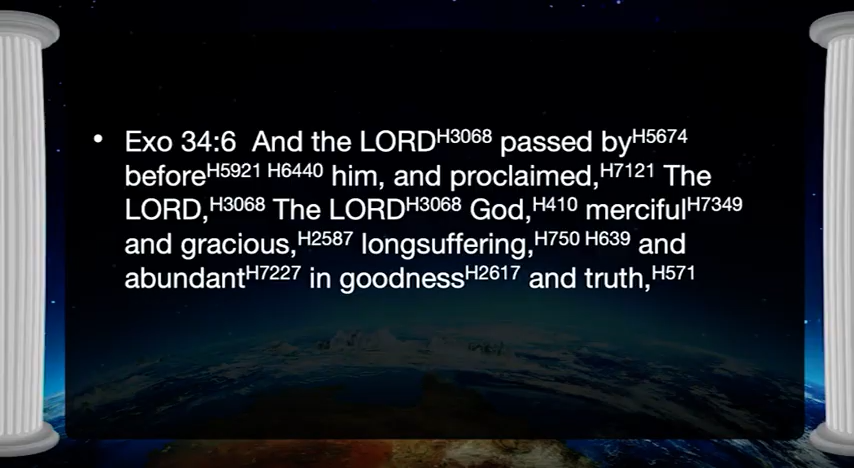 • Exo 34:6  And the LORDH3068 passed byH5674
beforeH5921 H6440 him, and proclaimed,H7121 The
LORD,H3068 The LORDH3068 God,H410 mercifulH7349
and gracious,H2587 longsuffering,H750 H639 and
abundantH7227 in goodnessH2617 and truth,H571